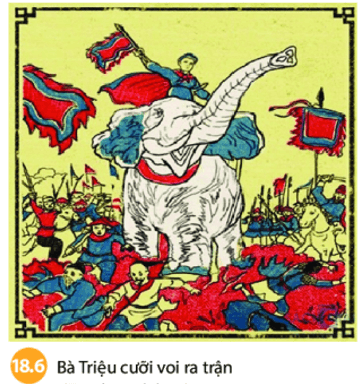 18.6 Bà Triệu cưỡi voi ra trận